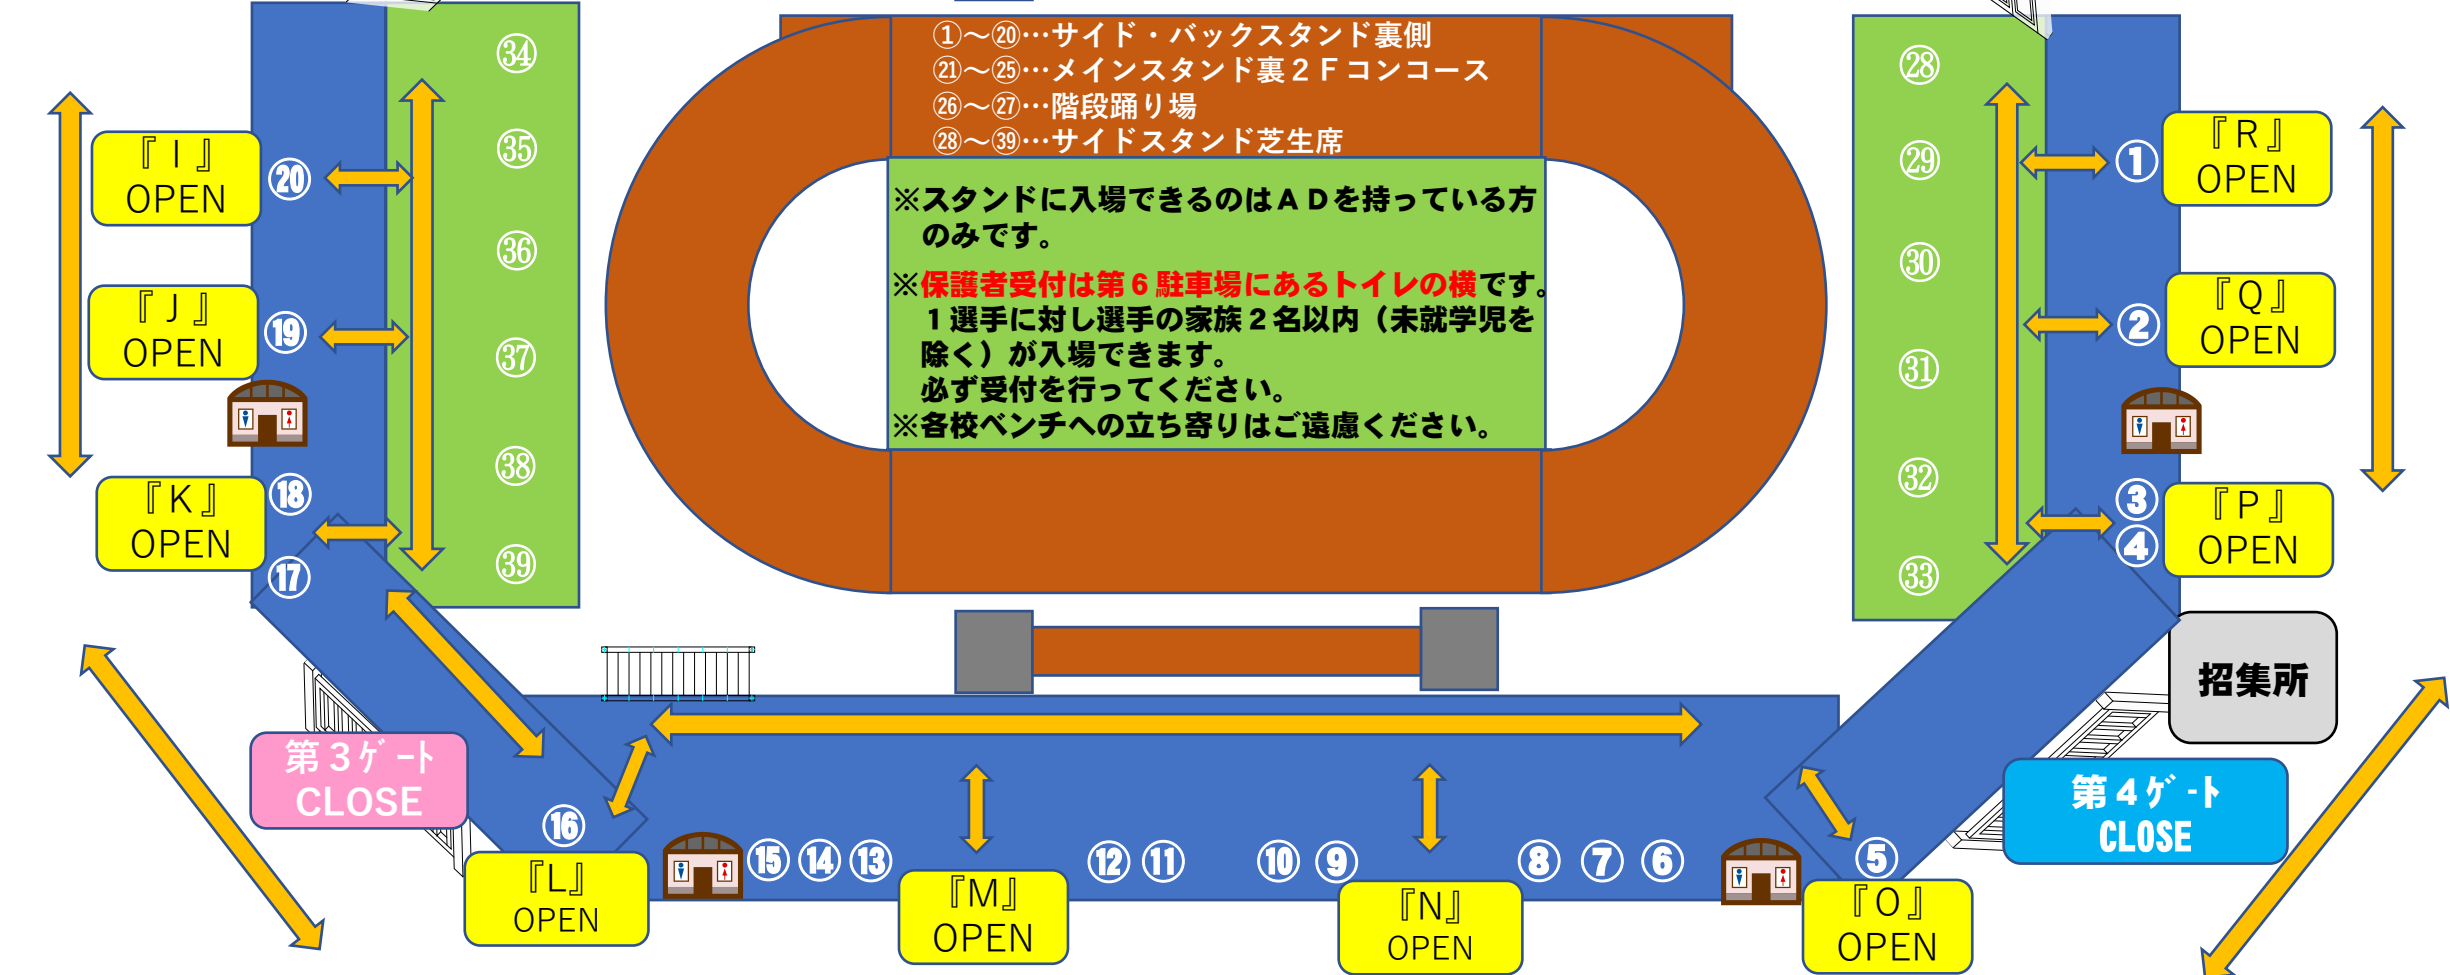 ①～⑳…サイド・バックスタンド裏側
㉑～㉕…メインスタンド裏２Ｆコンコース
㉖～㉗…階段踊り場
㉘～㊴…サイドスタンド芝生席
※スタンドに入場できるのはＡＤを持っている方
のみです。
※保護者受付は第６駐車場にあるトイレの横です。
１選手に対し選手の家族２名以内（未就学児を
除く）が入場できます。
必ず受付を行ってください。
※各校ベンチへの立ち寄りはご遠慮ください。
『Ｉ』
OPEN
⑳
『Ｊ』
OPEN
⑲
『Ｋ』
OPEN
⑱
⑰
㉞
㉟
㊱
㊲
㊳
㊴
㉘
㉙
㉚
㉛
㉜
㉝
①
『Ｒ』
OPEN
②
『Ｑ』
OPEN
③
④
『Ｐ』
OPEN
招集所
第３ｹﾞｰﾄ
CLOSE
第４ｹﾞｰﾄ
CLOSE
⑯
⑮ ⑭ ⑬ ⑫ ⑪ ⑩ ⑨ ⑧ ⑦ ⑥ ⑤
『L』
OPEN
『M』
OPEN
『N』
OPEN
『Ｏ』
OPEN